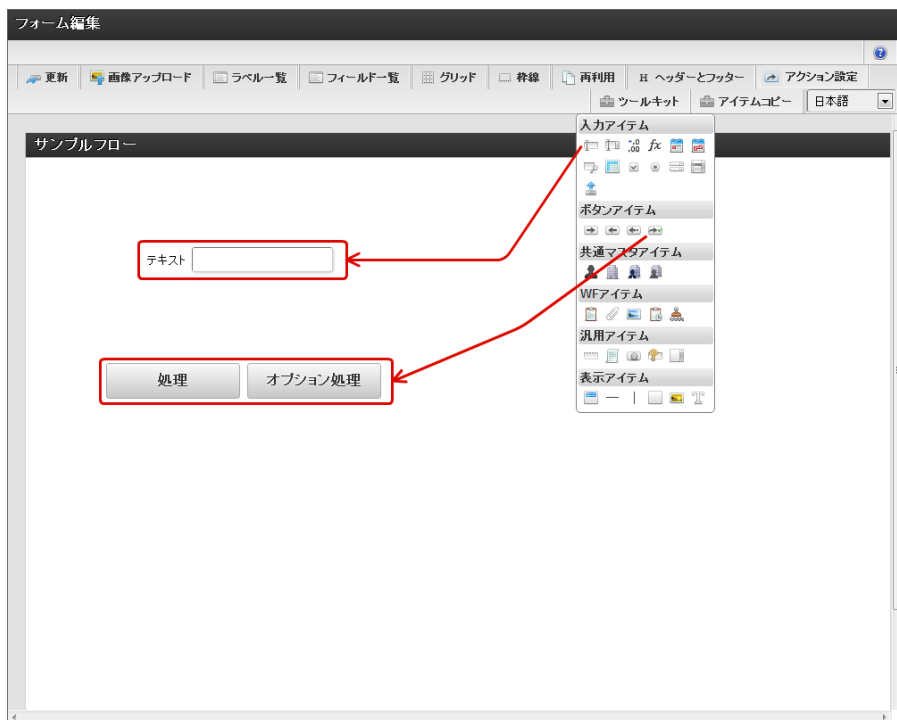 フォーム編集
更新 画像アップロード ラベル一覧 フィールド一覧 グリッド 枠線 再利用 H ヘッダーとフッター アクション設定
ツールキット アイテムコピー 日本語
サンプルフロー
入力アイテム
fx
ボタンアイテム
共通マスタアイテム
WFアイテム
汎用アイテム
表示アイテム
テキスト
処理 オプション処理